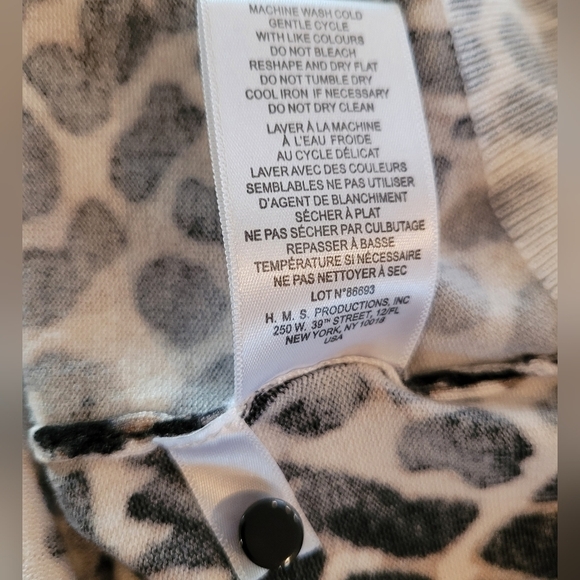 MACHINE WASH COLD
GENTLE CYCLE
WITH LIKE COLOURS
DO NOT BLEACH
RESHAPE AND DRY FLAT
DO NOT TUMBLE DRY
COOL IRON IF NECESSARY
DO NOT DRY CLEAN
LAVER À LA MACHINE
À L'EAU FROIDE
AU CYCLE DÉLICAT
LAVER AVEC DES COULEURS
SEMBLABLES NE PAS UTILISER
D'AGENT DE BLANCHIMENT
SÉCHER À PLAT
NE PAS SÉCHER PAR CULBUTAGE
REPASSER À BASSE
TEMPÉRATURE SI NÉCESSAIRE
NE PAS NETTOYER À SEC
LOT N°86693
H. M. S. PRODUCTIONS, INC
250 W. 39TH STREET, 12/FL
NEW YORK, NY 10018
USA